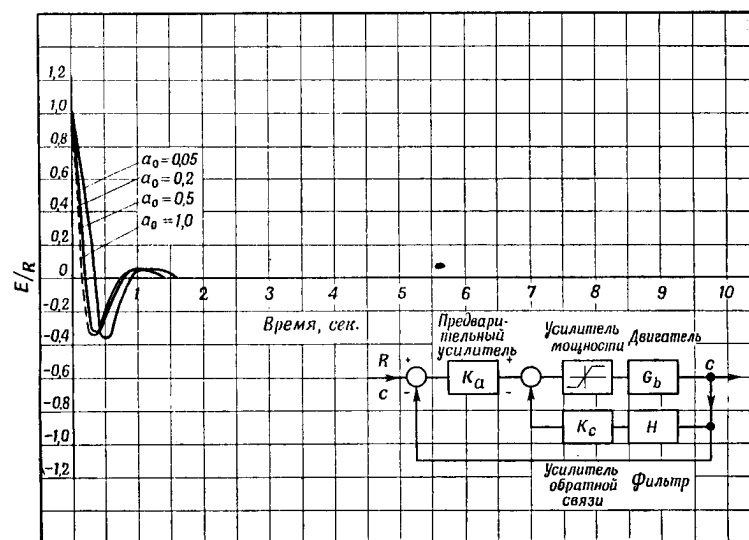 E/R
1,2
1,0
0,8
0,6
0,4
0,2
0
-0,2
-0,4
-0,6
-0,8
-1,0
-1,2
a₀ = 0,05
a₀ = 0,2
a₀ = 0,5
a₀ = 1,0
1 2 3 4 5 6 7 8 9 10
Время, сек.
Предвари-
тельный
усилитель
Усилитель
мощности
Двигатель
R
c
+
-
Kₐ
+
-
G_b
c
K_c
H
Усилитель
обратной
связи
Фильтр